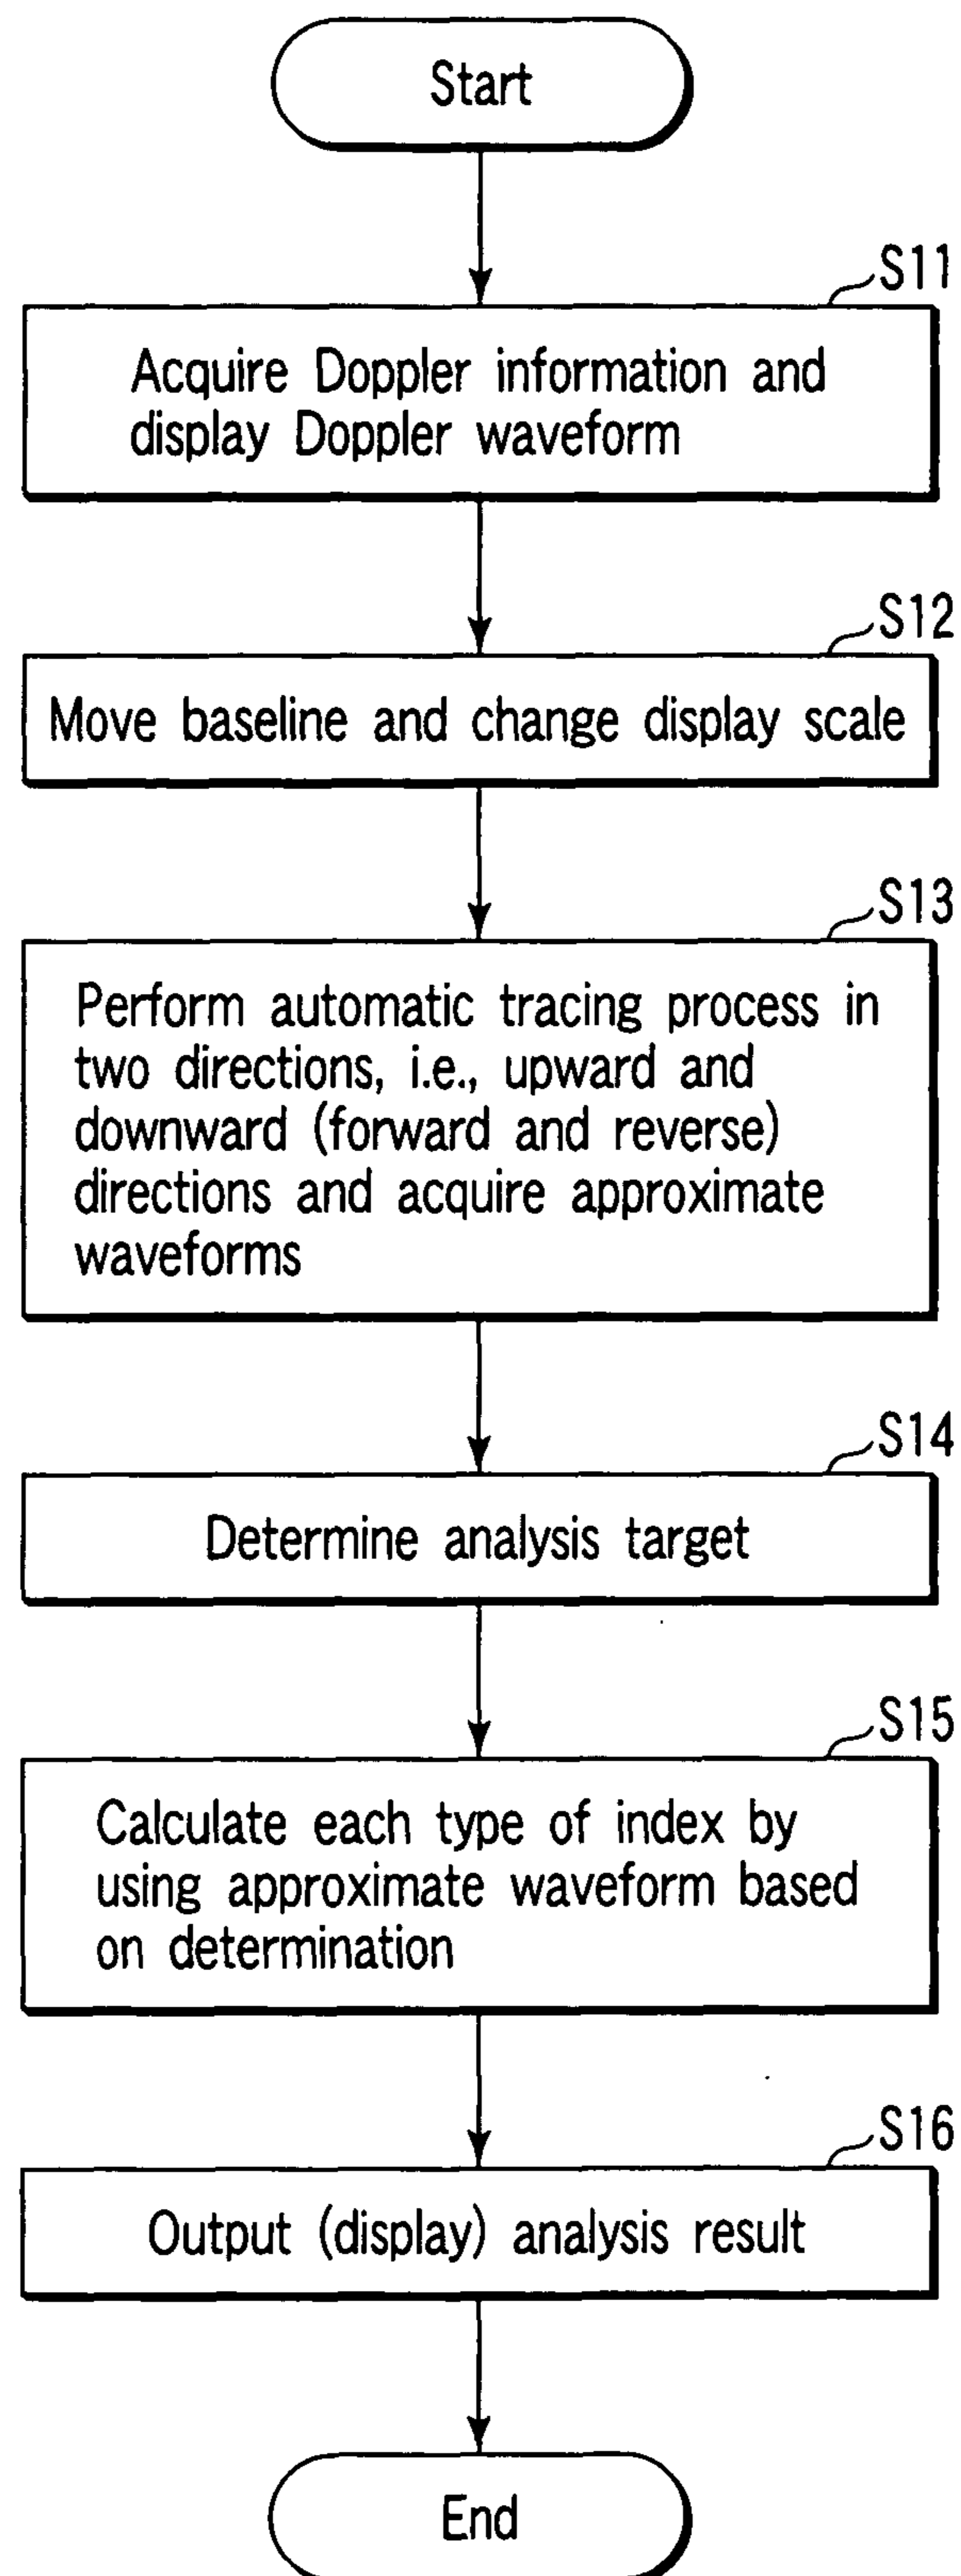 Start
S11
Acquire Doppler information and
display Doppler waveform
S12
Move baseline and change display scale
S13
Perform automatic tracing process in
two directions, i.e., upward and
downward (forward and reverse)
directions and acquire approximate
waveforms
S14
Determine analysis target
S15
Calculate each type of index by
using approximate waveform based
on determination
S16
Output (display) analysis result
End